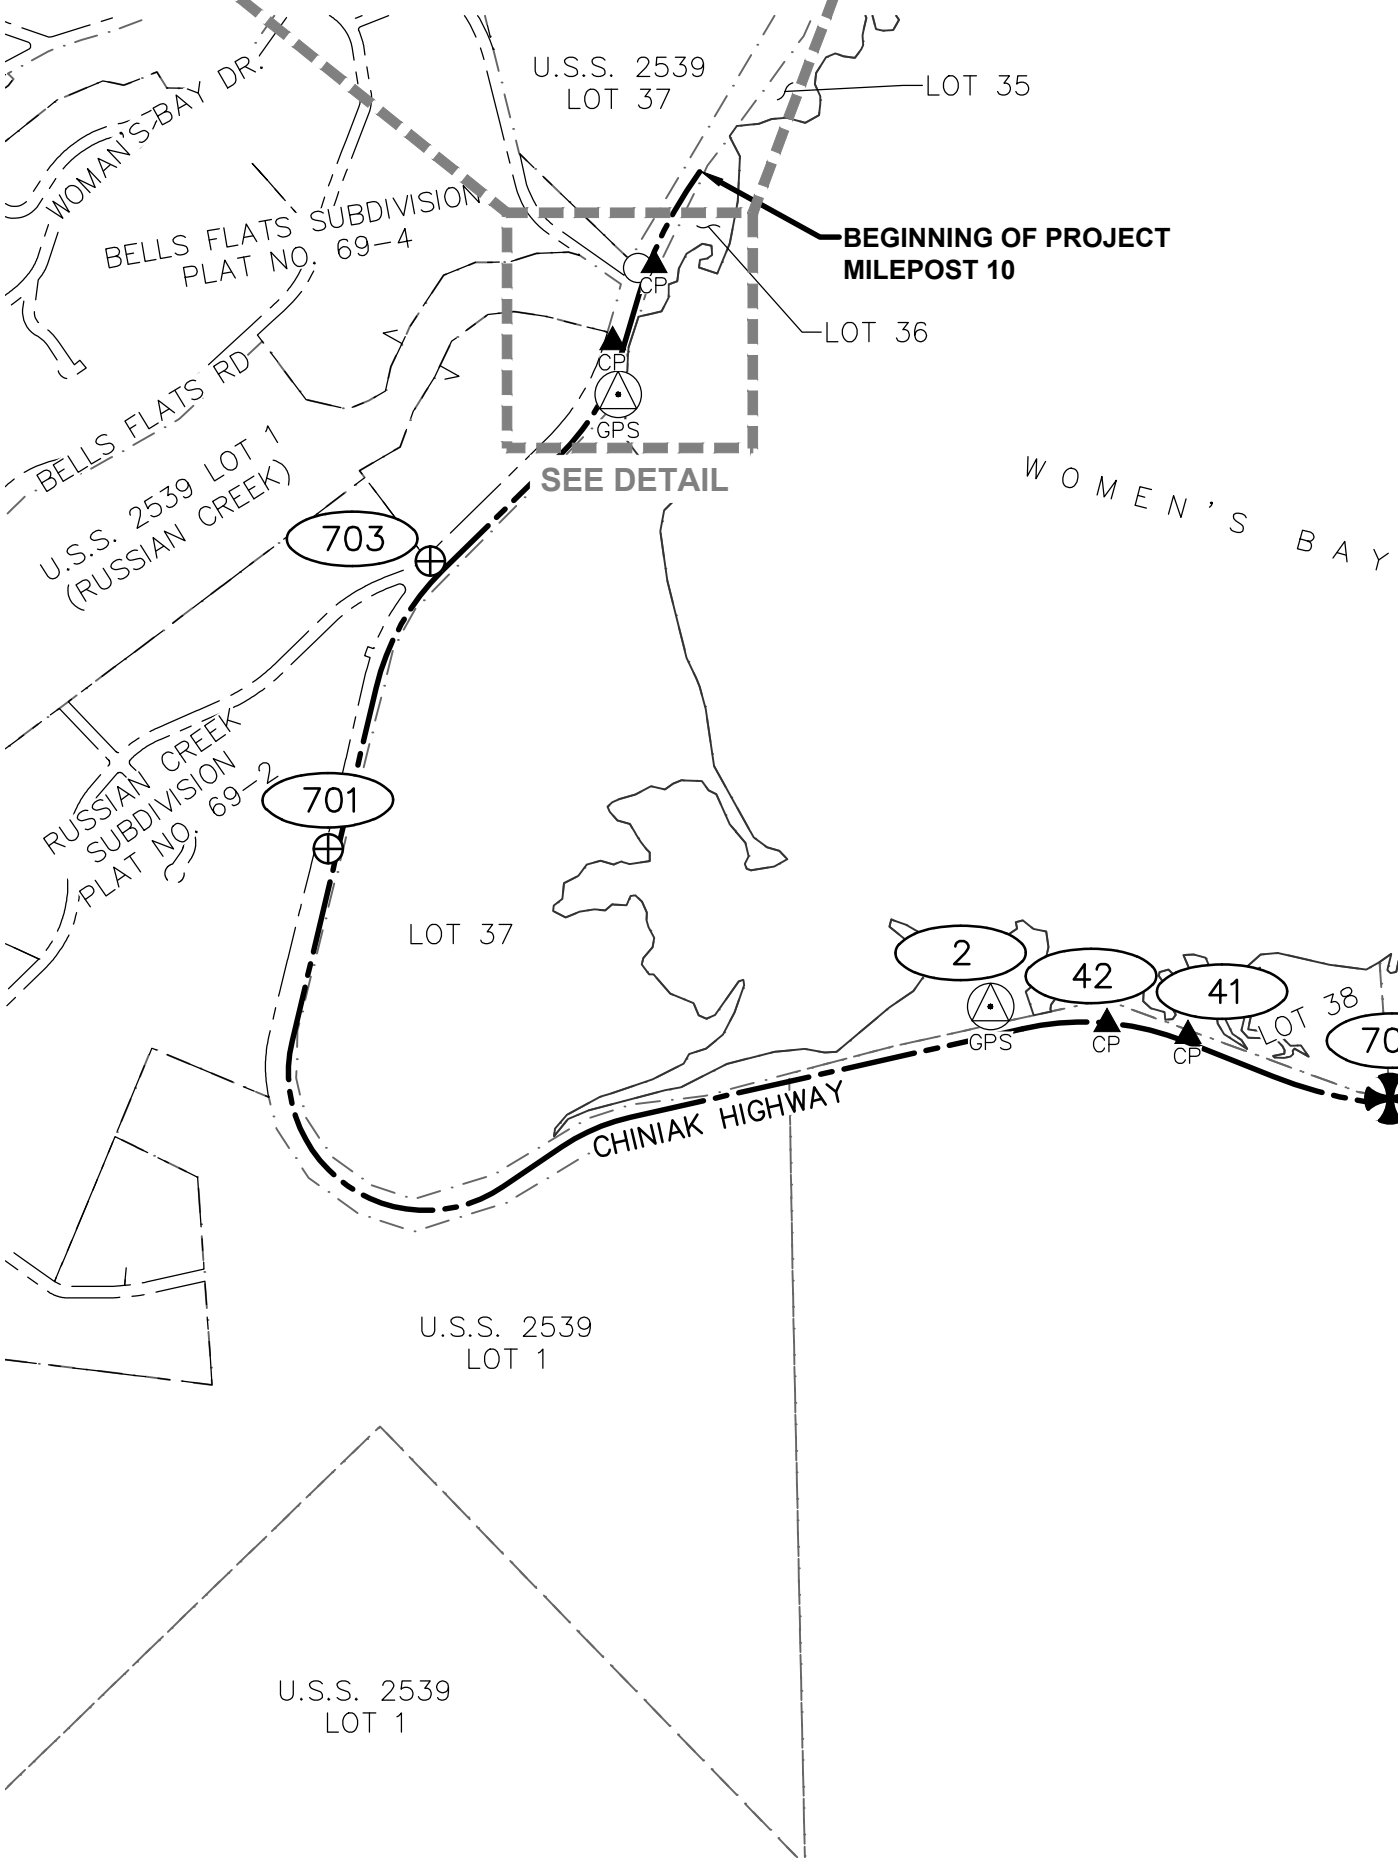 U.S.S. 2539
LOT 37
LOT 35
WOMAN'S BAY DR.
BELLS FLATS SUBDIVISION
PLAT NO. 69-4
BEGINNING OF PROJECT
MILEPOST 10
CP
LOT 36
CP
GPS
BELLS FLATS RD
SEE DETAIL
U.S.S. 2539 LOT 1
(RUSSIAN CREEK)
WOMEN'S BAY
703
RUSSIAN CREEK
SUBDIVISION
PLAT NO. 69-2
701
LOT 37
2
42
41
LOT 38
70
GPS
CP
CP
CHINIAK HIGHWAY
U.S.S. 2539
LOT 1
U.S.S. 2539
LOT 1